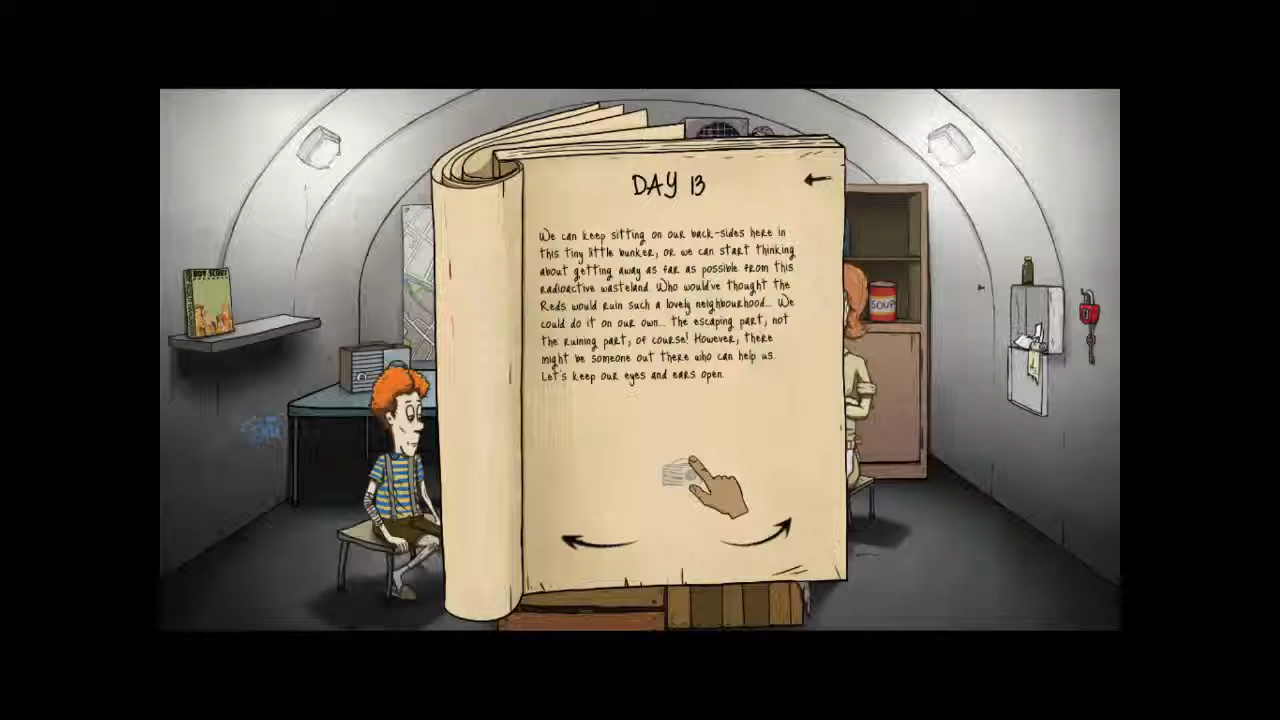 DAY 13
We can keep sitting on our back-sides here in
this tiny little bunker, or we can start thinking
about getting away as far as possible from this
radioactive wasteland. Who would've thought the
Reds would ruin such a lovely neighbourhood... We
could do it on our own... the escaping part, not
the ruining part, of course! However, there
might be someone out there who can help us.
Let's keep our eyes and ears open.
BOY SCOUT
SOUP